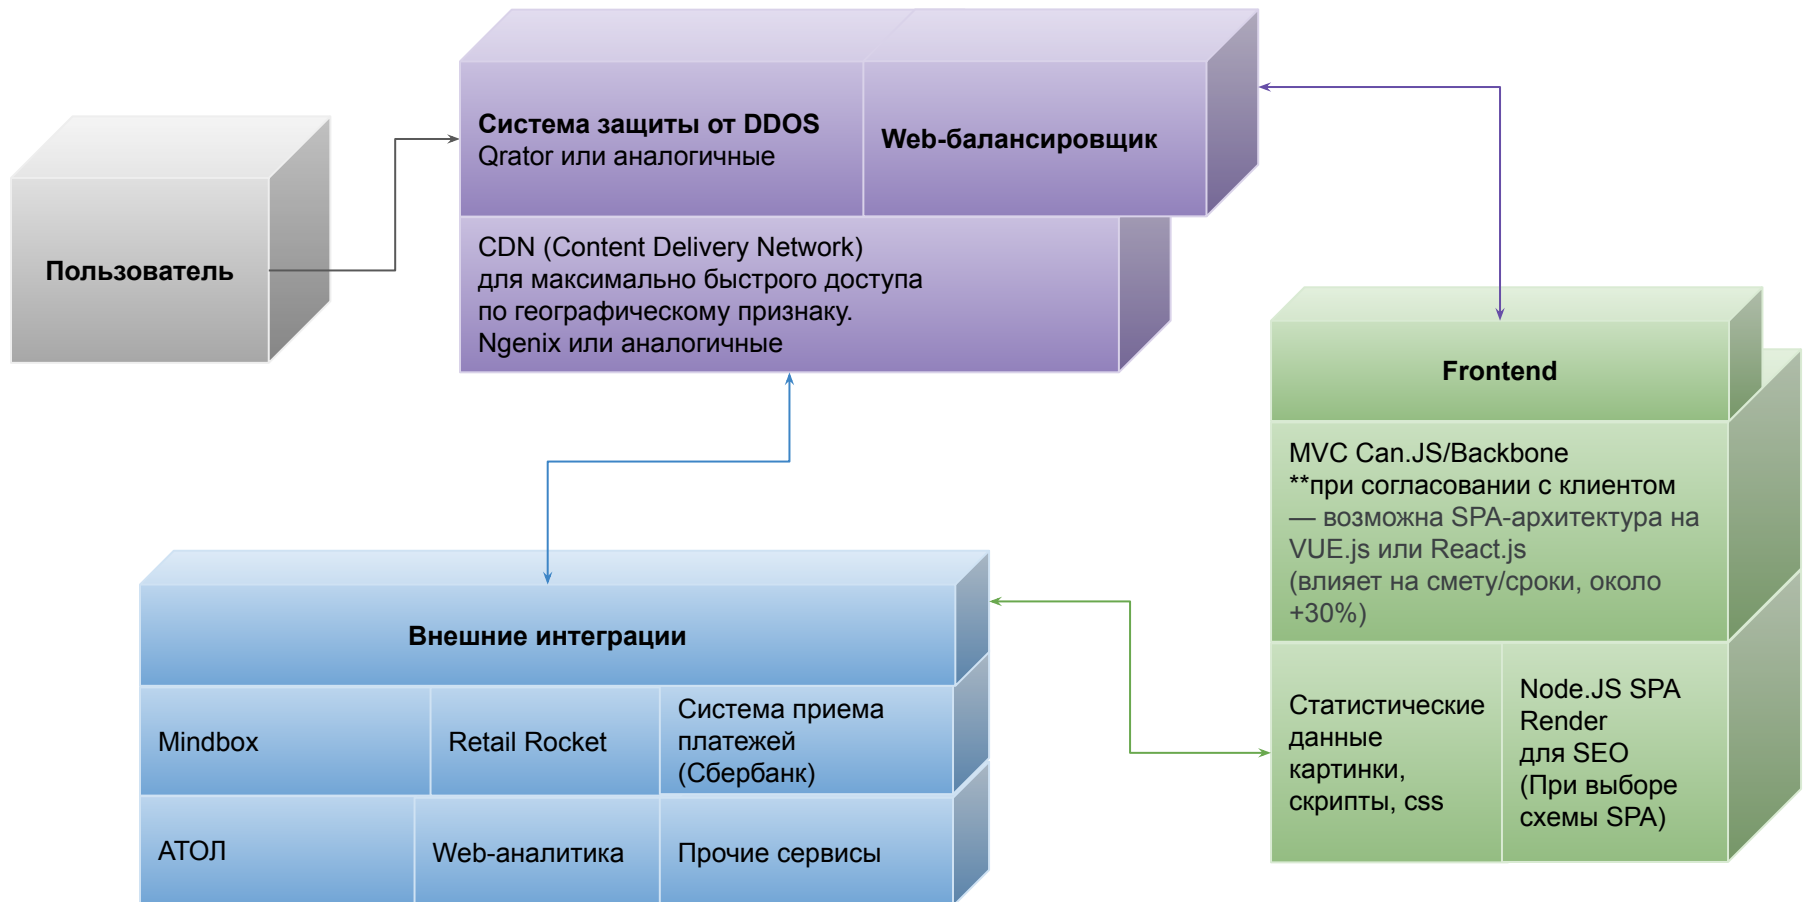 Система защиты от DDOS
Qrator или аналогичные
Web-балансировщик
Пользователь
CDN (Content Delivery Network)
для максимально быстрого доступа
по географическому признаку.
Ngenix или аналогичные
Frontend
MVC Can.JS/Backbone
**при согласовании с клиентом
— возможна SPA-архитектура на
VUE.js или React.js
(влияет на смету/сроки, около
+30%)
Статистические
данные
картинки,
скрипты, css
Node.JS SPA
Render
для SEO
(При выборе
схемы SPA)
Внешние интеграции
Mindbox
Retail Rocket
Система приема
платежей
(Сбербанк)
АТОЛ
Web-аналитика
Прочие сервисы